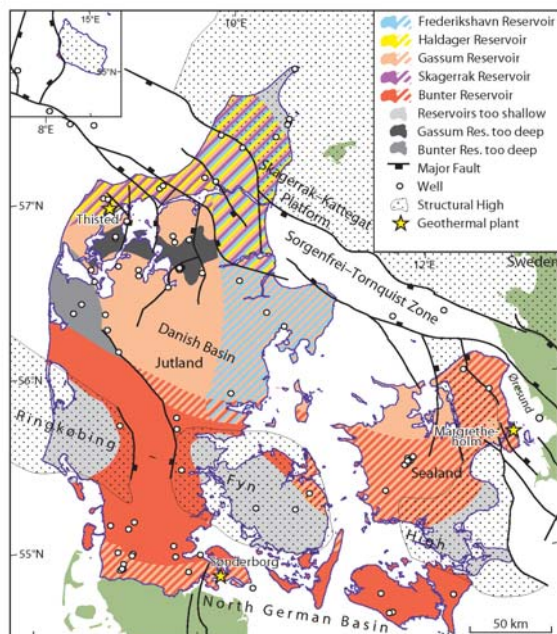 15°E
10°E
Frederikshavn Reservoir
Haldager Reservoir
Gassum Reservoir
Skagerrak Reservoir
Bunter Reservoir
Reservoirs too shallow
Gassum Res. too deep
Bunter Res. too deep
Major Fault
Well
Structural High
Geothermal plant
55°N
8°E
57°N
Thisted
Skagerrak–Kattegat
Platform
Sorgenfrei–Tornquist Zone
12°E
Sweden
Danish Basin
Jutland
56°N
Øresund
Ringkøbing
Margrethe-
holm
Sealand
Fyn
High
55°N
Sønderborg
North German Basin
50 km